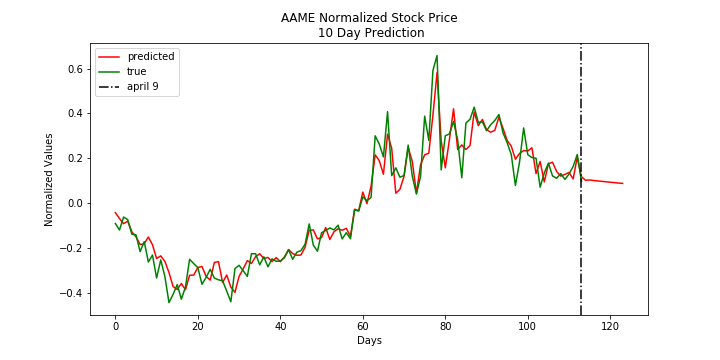 AAME Normalized Stock Price
10 Day Prediction
predicted
true
april 9
Normalized Values
0.6
0.4
0.2
0.0
−0.2
−0.4
0 20 40 60 80 100 120
Days